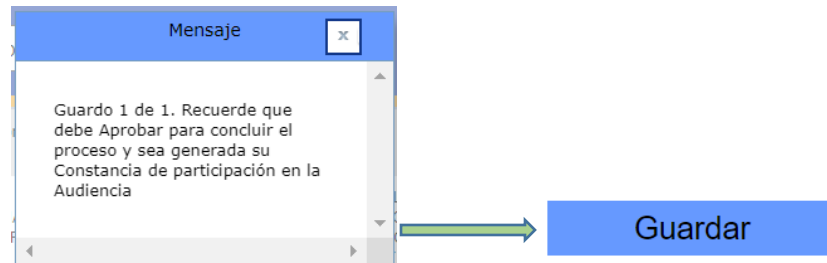 Mensaje
x
Guardo 1 de 1. Recuerde que
debe Aprobar para concluir el
proceso y sea generada su
Constancia de participación en la
Audiencia
Guardar